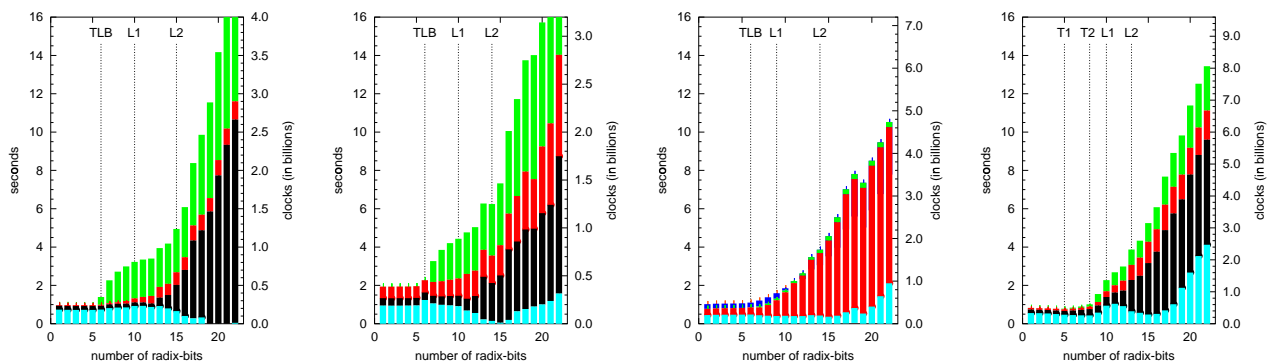 16
14
12
10
8
6
4
2
0
seconds
TLB
L1
L2
4.0
3.5
3.0
2.5
2.0
1.5
1.0
0.5
0.0
clocks (in billions)
0 5 10 15 20
number of radix-bits
16
14
12
10
8
6
4
2
0
seconds
TLB
L1
L2
3.0
2.0
1.0
0.5
0.0
clocks (in billions)
0 5 10 15 20
number of radix-bits
16
14
12
10
8
6
4
2
0
seconds
TLB
L1
L2
7.0
6.0
5.0
4.0
3.0
2.0
1.0
0.0
clocks (in billions)
0 5 10 15 20
number of radix-bits
16
14
12
10
8
6
4
2
0
seconds
T1
T2
L1
L2
9.0
8.0
7.0
6.0
5.0
4.0
3.0
2.0
1.0
0.0
clocks (in billions)
0 5 10 15 20
number of radix-bits